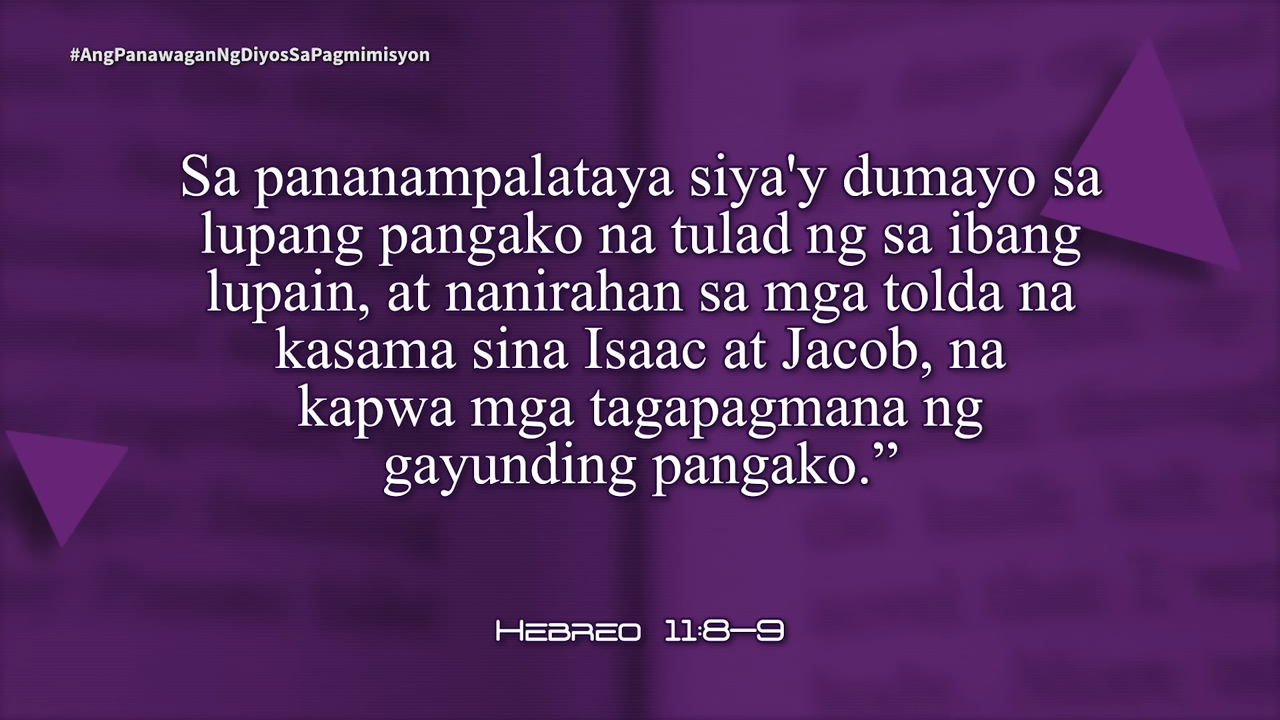 #AngPanawaganNgDiyosSaPagmimisyon
Sa pananampalataya siya'y dumayo sa
lupang pangako na tulad ng sa ibang
lupain, at nanirahan sa mga tolda na
kasama sina Isaac at Jacob, na
kapwa mga tagapagmana ng
gayunding pangako.”
Hebreo 11:8–9